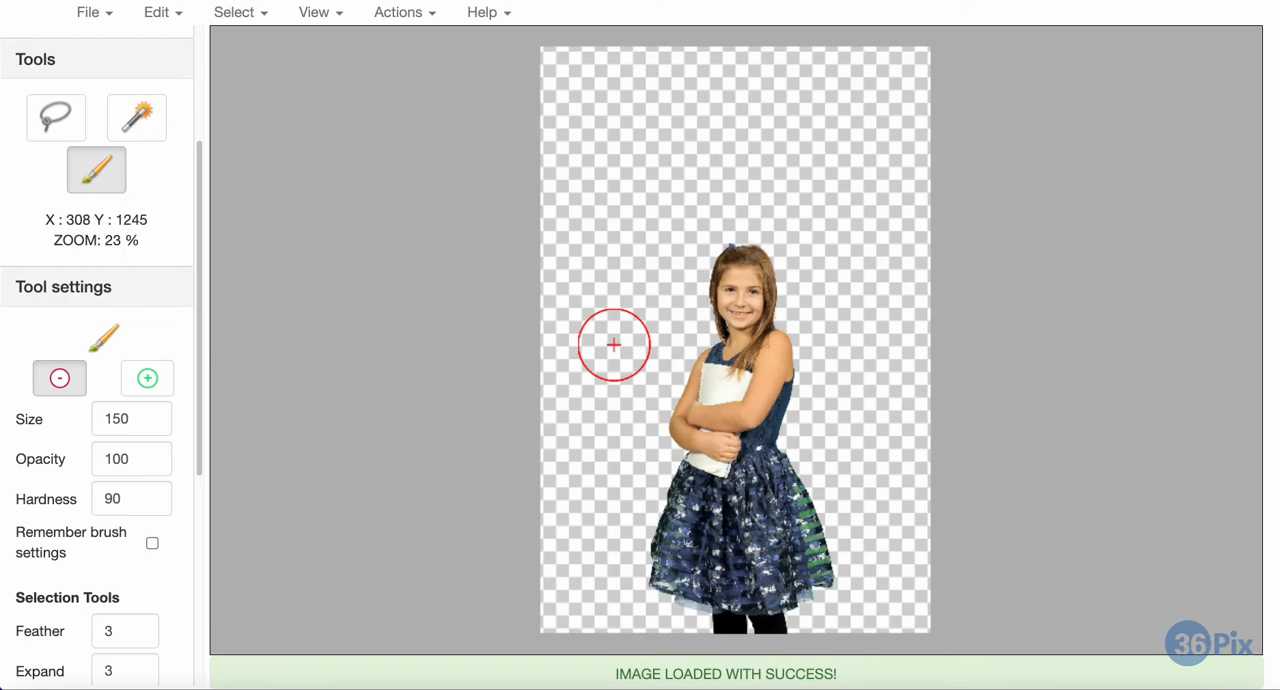 File Edit Select View Actions Help
Tools
X : 308 Y : 1245
ZOOM: 23 %
Tool settings
- +
Size 150
Opacity 100
Hardness 90
Remember brush
settings
Selection Tools
Feather 3
Expand 3
36Pix
IMAGE LOADED WITH SUCCESS!